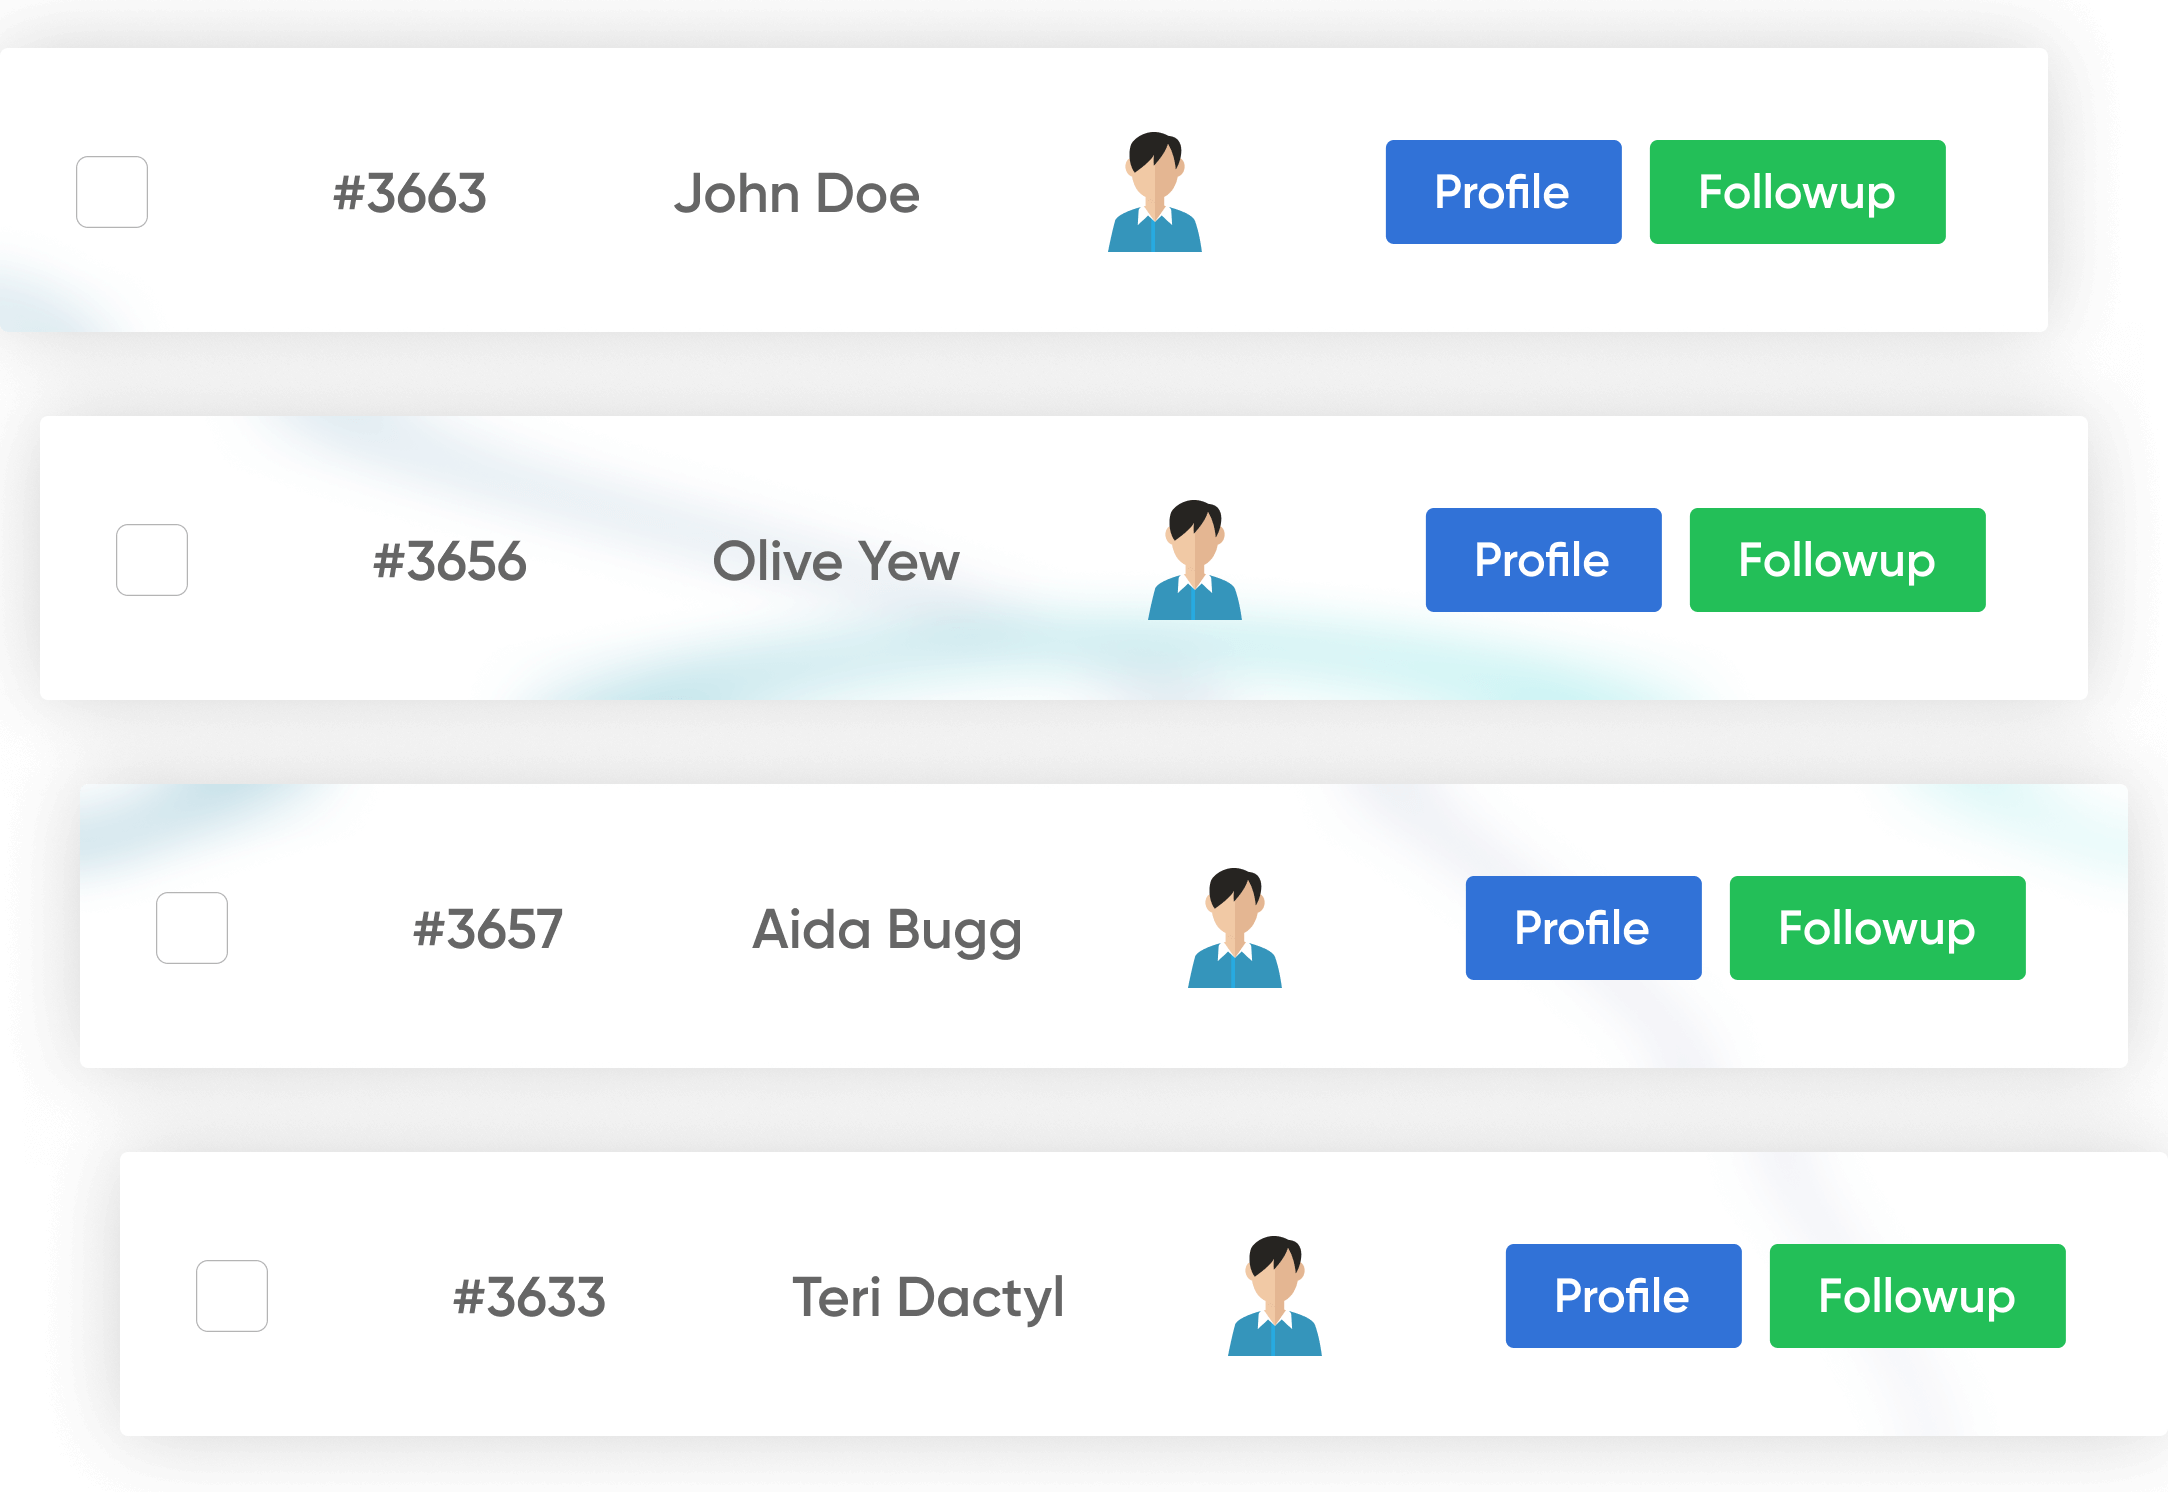 #3663 John Doe Profile Followup
#3656 Olive Yew Profile Followup
#3657 Aida Bugg Profile Followup
#3633 Teri Dactyl Profile Followup